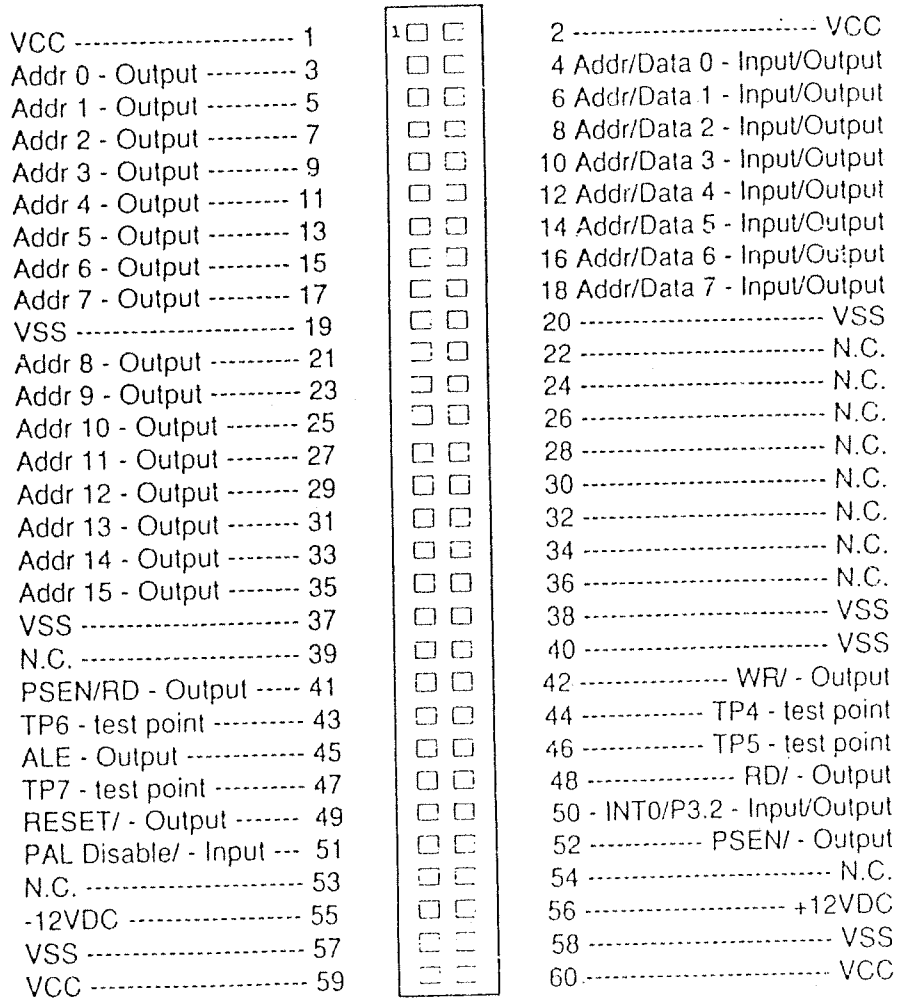 VCC ---------------------- 1
Addr 0 - Output ---------- 3
Addr 1 - Output ---------- 5
Addr 2 - Output ---------- 7
Addr 3 - Output ---------- 9
Addr 4 - Output --------- 11
Addr 5 - Output --------- 13
Addr 6 - Output --------- 15
Addr 7 - Output --------- 17
VSS ---------------------- 19
Addr 8 - Output ---------- 21
Addr 9 - Output ---------- 23
Addr 10 - Output -------- 25
Addr 11 - Output -------- 27
Addr 12 - Output -------- 29
Addr 13 - Output -------- 31
Addr 14 - Output -------- 33
Addr 15 - Output -------- 35
VSS ---------------------- 37
N.C. ---------------------- 39
PSEN/RD - Output ----- 41
TP6 - test point ---------- 43
ALE - Output ------------- 45
TP7 - test point ---------- 47
RESET/ - Output ------- 49
PAL Disable/ - Input --- 51
N.C. ---------------------- 53
-12VDC ----------------- 55
VSS ---------------------- 57
VCC --------------------- 59
1
2 ------------------------- VCC
4 Addr/Data 0 - Input/Output
6 Addr/Data 1 - Input/Output
8 Addr/Data 2 - Input/Output
10 Addr/Data 3 - Input/Output
12 Addr/Data 4 - Input/Output
14 Addr/Data 5 - Input/Output
16 Addr/Data 6 - Input/Output
18 Addr/Data 7 - Input/Output
20 ------------------------- VSS
22 ------------------------- N.C.
24 ------------------------- N.C.
26 ------------------------- N.C.
28 ------------------------- N.C.
30 ------------------------- N.C.
32 ------------------------- N.C.
34 ------------------------- N.C.
36 ------------------------- N.C.
38 ------------------------- VSS
40 ------------------------- VSS
42 --------------- WR/ - Output
44 -------------- TP4 - test point
46 -------------- TP5 - test point
48 --------------- RD/ - Output
50 - INT0/P3.2 - Input/Output
52 ------------ PSEN/ - Output
54 ------------------------- N.C.
56 -------------------- +12VDC
58 ------------------------- VSS
60 ------------------------- VCC